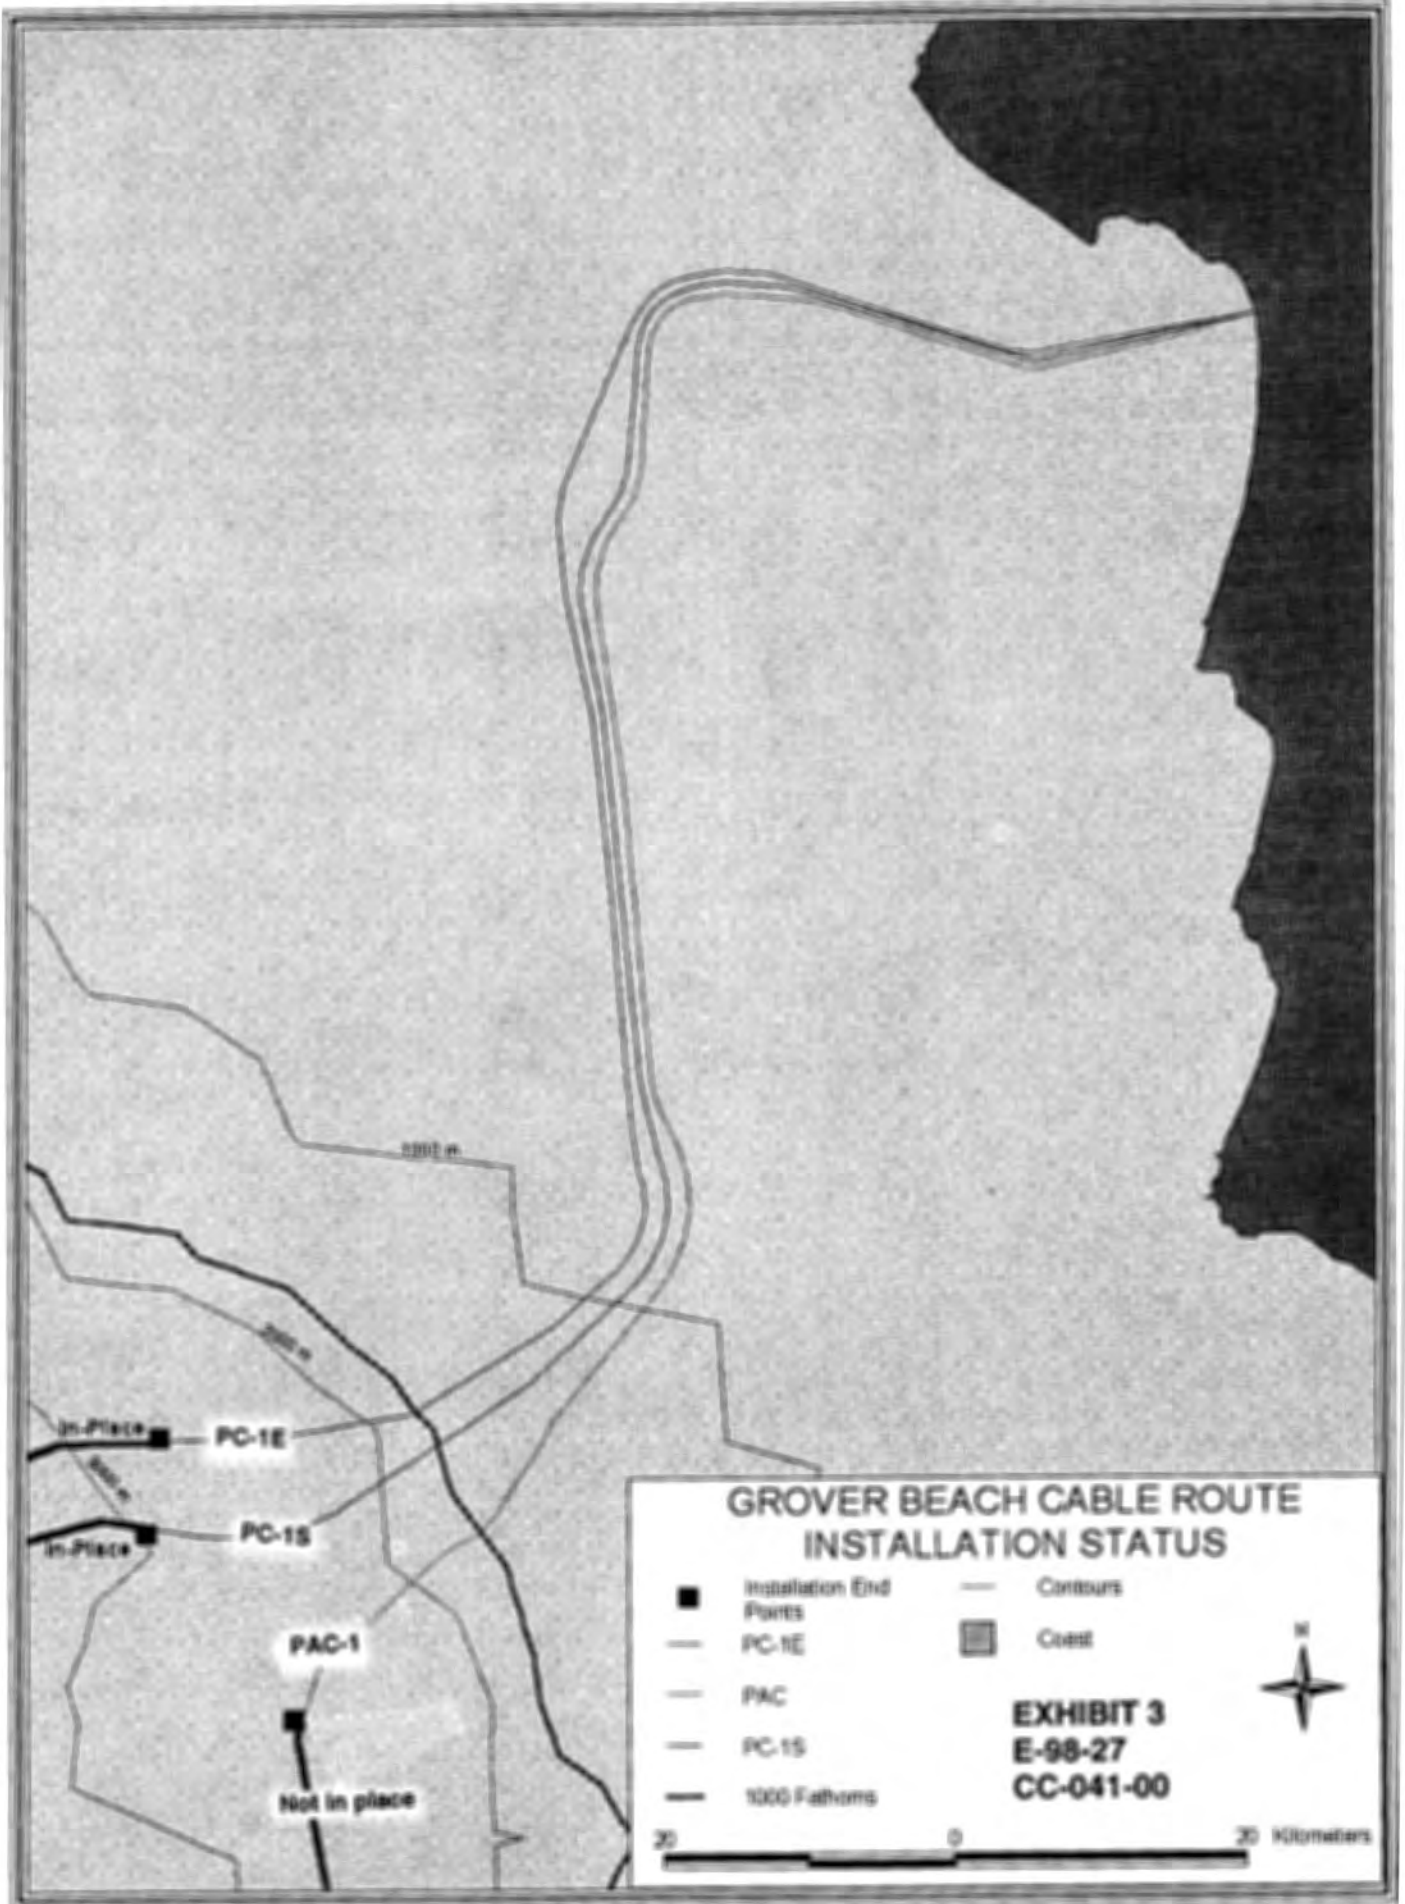 In-Place
PC-1E
PC-1S
In-Place
PAC-1
Not in place
GROVER BEACH CABLE ROUTE
INSTALLATION STATUS
Installation End
Points
PC-1E
PAC
PC-1S
1000 Fathoms
Contours
Coast
N
EXHIBIT 3
E-98-27
CC-041-00
20 0 20 Kilometers